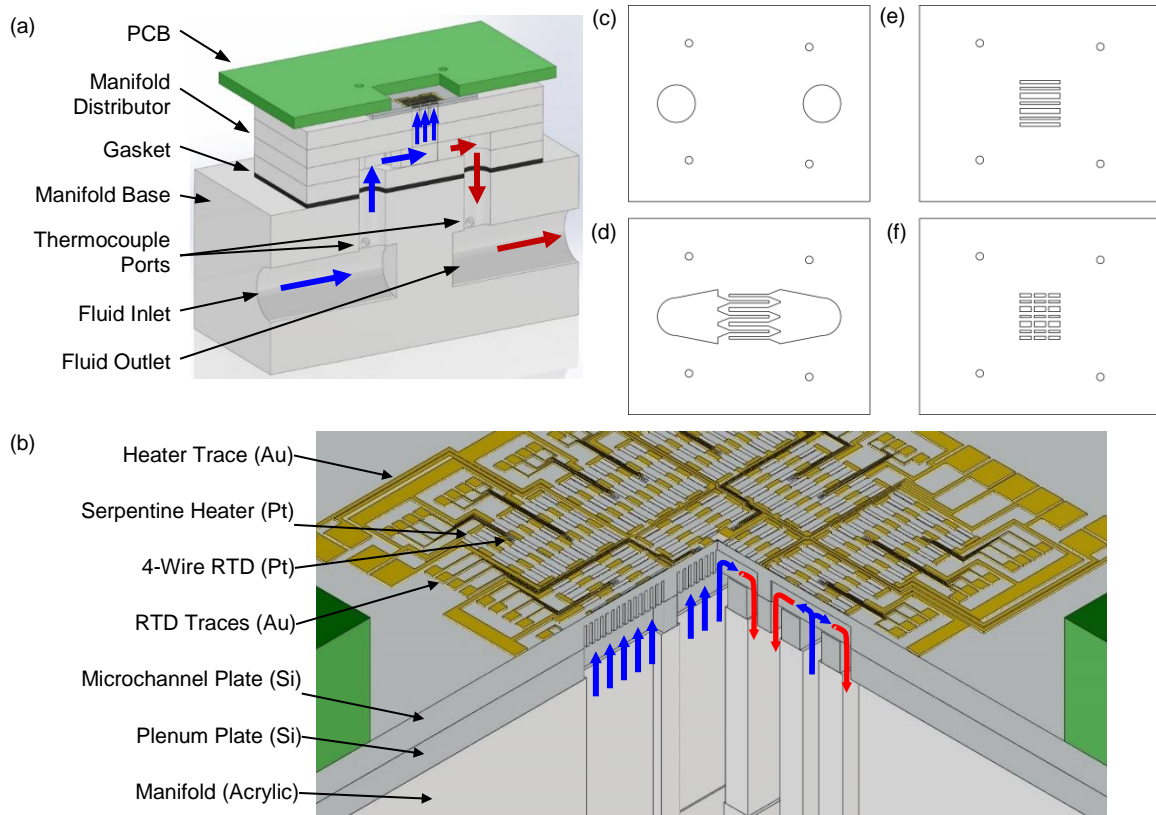 (a)
PCB
Manifold
Distributor
Gasket
Manifold Base
Thermocouple
Ports
Fluid Inlet
Fluid Outlet
(c)
(e)
(d)
(f)
(b)
Heater Trace (Au)
Serpentine Heater (Pt)
4-Wire RTD (Pt)
RTD Traces (Au)
Microchannel Plate (Si)
Plenum Plate (Si)
Manifold (Acrylic)